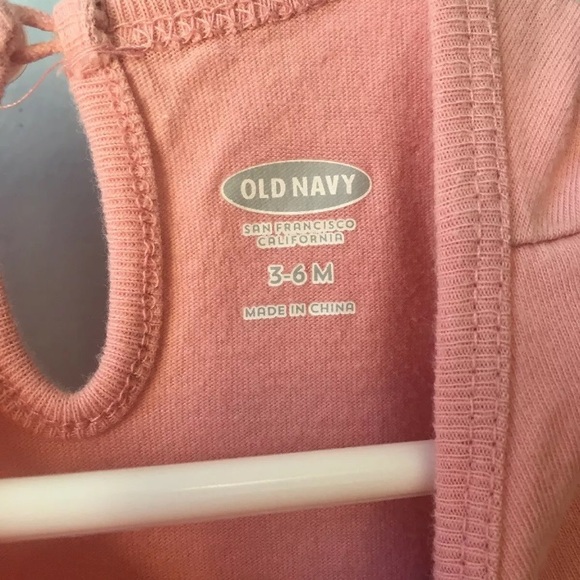 OLD NAVY
SAN FRANCISCO
CALIFORNIA
3-6 M
MADE IN CHINA